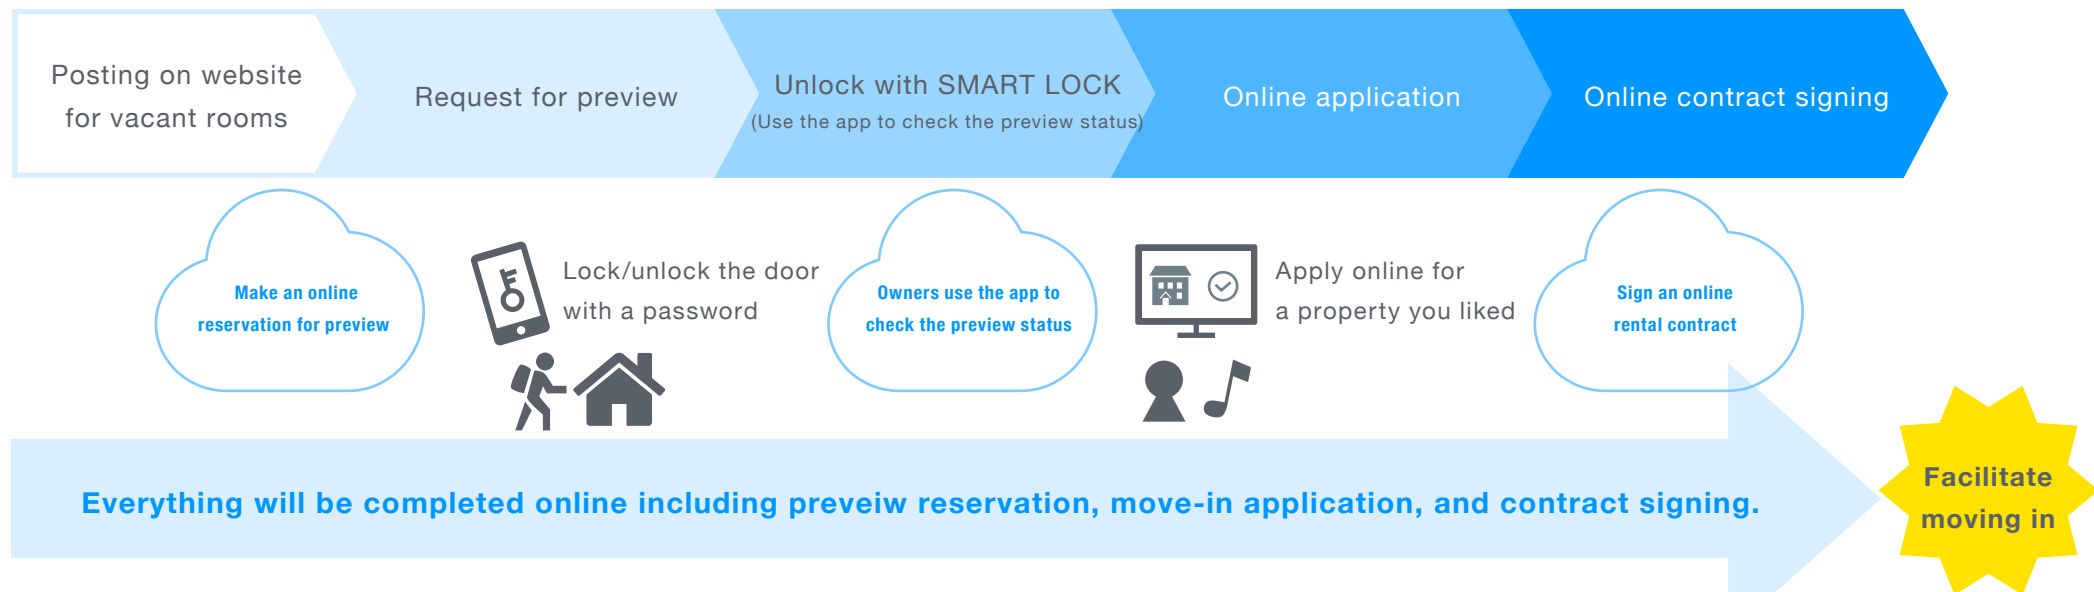 Posting on website
for vacant rooms
Request for preview
Unlock with SMART LOCK
(Use the app to check the preview status)
Online application
Online contract signing
Make an online
reservation for preview
Lock/unlock the door
with a password
Owners use the app to
check the preview status
Apply online for
a property you liked
Sign an online
rental contract
Everything will be completed online including preveiw reservation, move-in application, and contract signing.
Facilitate
moving in